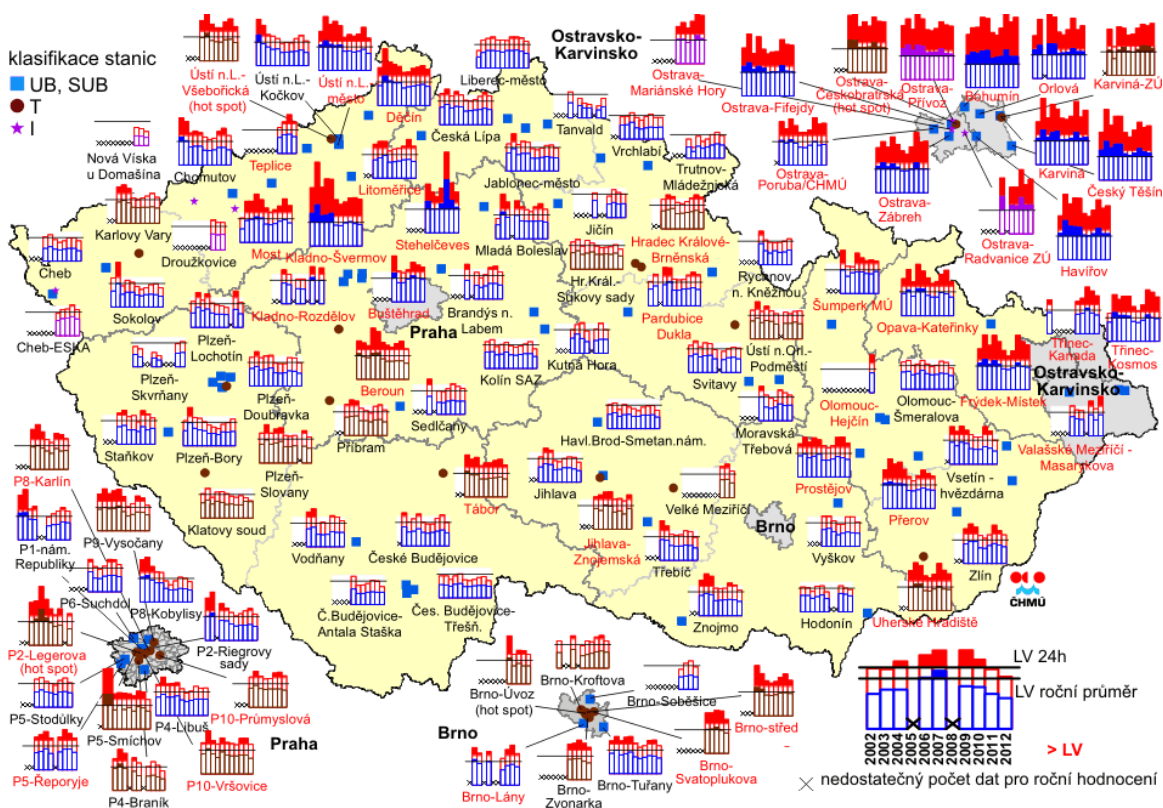 klasifikace stanic
UB, SUB
T
I
Ústí n.L.-
Všebořická
(hot spot)
Ústí n.L.-
Kočkov
Ústí n.L.-
město
Děčín
Liberec-město
Česká Lípa
Tanvald
Vrchlabí
Trutnov-
Mládežnická
Ostravsko-
Karvinsko
Ostrava-
Mariánské Hory
Ostrava-Fifejdy
Ostrava-
Českobratrská
(hot spot)
Ostrava-
Přívoz
Bohumín
Orlová
Karviná-ZÚ
Ostrava-
Poruba/CHMÚ
Ostrava-
Zábřeh
Ostrava-
Radvanice ZÚ
Karviná
Český Těšín
Havířov
Nová Víska
u Domašína
Chomutov
Teplice
Litoměřice
Jablonec-město
Karlovy Vary
Droužkovice
Most
Kladno-Švermov
Stehelčeves
Mladá Boleslav
Jičín
Hradec Králové-
Brněnská
Cheb
Sokolov
Plzeň-
Lochotín
Kladno-Rozdělov
Buštěhrad
Brandýs n.
Labem
Hr.Král.-
Sukovy sady
Rychnov
n. Kněžnou
Šumperk MÚ
Opava-Kateřinky
Třinec-
Kanada
Třinec-
Kosmos
Cheb-ESKA
Praha
Pardubice
Dukla
Plzeň-
Skvrňany
Plzeň-
Doubravka
Beroun
Kolín SAZ
Kutná Hora
Ústí n.Orl.-
Podměstí
Svitavy
Olomouc-
Hejčín
Olomouc-
Šmeralova
Frýdek-Místek
Ostravsko-
Karvinsko
Staňkov
Plzeň-Bory
Plzeň-
Slovany
Příbram
Sedlčany
Havl.Brod-Smetan.nám.
Moravská
Třebová
Valašské Meziříčí -
Masarykova
P8-Karlín
Klatovy soud
Tábor
Jihlava
Velké Meziříčí
Prostějov
Přerov
Vsetín -
hvězdárna
P1-nám.
Republiky
P9-Vysočany
Vodňany
České Budějovice
Jihlava-
Znojemská
Třebíč
Brno
Vyškov
Zlín
P6-Suchdol
P8-Kobylisy
Č.Budějovice-
Antala Staška
Čes. Budějovice-
Třešň.
Znojmo
Hodonín
Uherské Hradiště
ČHMÚ
P2-Legerova
(hot spot)
P2-Riegrovy
sady
P5-Stodůlky
P5-Smíchov
P4-Libuš
P10-Průmyslová
P5-Řeporyje
P4-Braník
P10-Vršovice
Praha
Brno-Úvoz
(hot spot)
Brno-Kroftova
Brno-Soběšice
Brno-střed
Brno
Brno-
Svatoplukova
Brno-Lány
Brno-
Zvonarka
Brno-Tuřany
LV 24h
LV roční průměr
2002
2003
2004
2005
2006
2007
2008
2009
2010
2011
2012
> LV
nedostatečný počet dat pro roční hodnocení